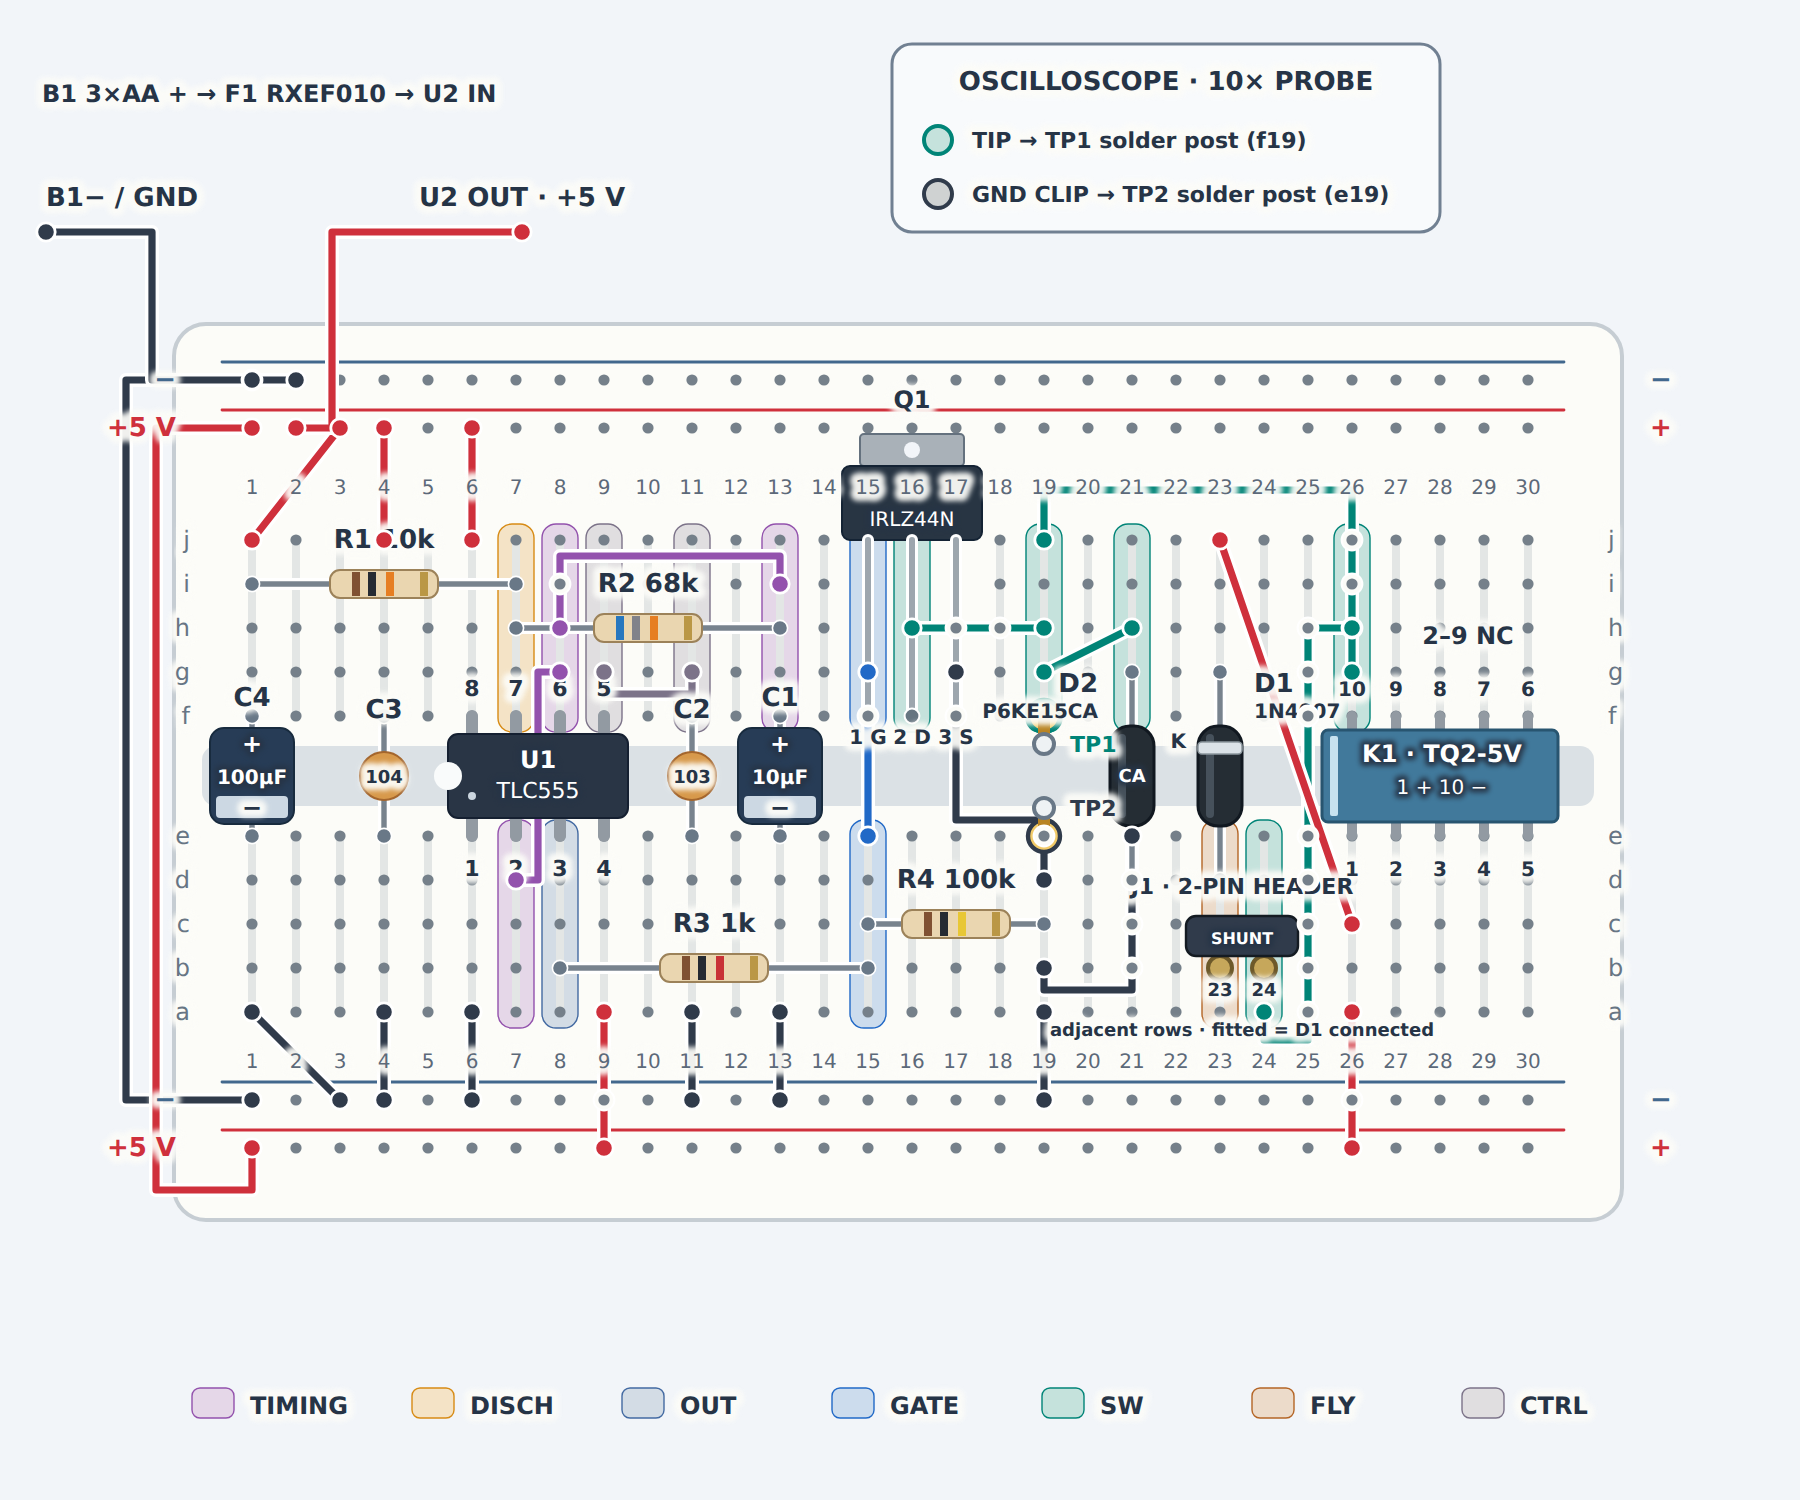 OSCILLOSCOPE · 10× PROBE
B1 3×AA + → F1 RXEF010 → U2 IN
TIP → TP1 solder post (f19)
GND CLIP → TP2 solder post (e19)
B1− / GND
U2 OUT · +5 V
− −
Q1
+5 V +
1 2 3 4 5 6 7 8 9 10 11 12 13 14 15 16 17 18 19 20 21 22 23 24 25 26 27 28 29 30
IRLZ44N
j R1 10k j
i R2 68k i
h 2–9 NC h
g g
8 7 6 5 D2 D1 10 9 8 7 6
C4 C3 C2 C1
f P6KE15CA 1N4007 f
1 G 2 D 3 S
+ + TP1 K
U1 K1 · TQ2-5V
100µF 104 TLC555 103 10µF CA 1 + 10 −
− − TP2
e e
1 2 3 4 1 2 3 4 5
d R4 100k J1 · 2-PIN HEADER d
c R3 1k c
SHUNT
b b
23 24
a a
adjacent rows · fitted = D1 connected
1 2 3 4 5 6 7 8 9 10 11 12 13 14 15 16 17 18 19 20 21 22 23 24 25 26 27 28 29 30
− −
+5 V +
TIMING DISCH OUT GATE SW FLY CTRL